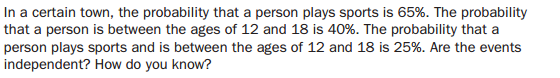 In a certain town, the probability that a person plays sports is 65%. The probability
that a person is between the ages of 12 and 18 is 40%. The probability that a
person plays sports and is between the ages of 12 and 18 is 25%. Are the events
independent? How do you know?